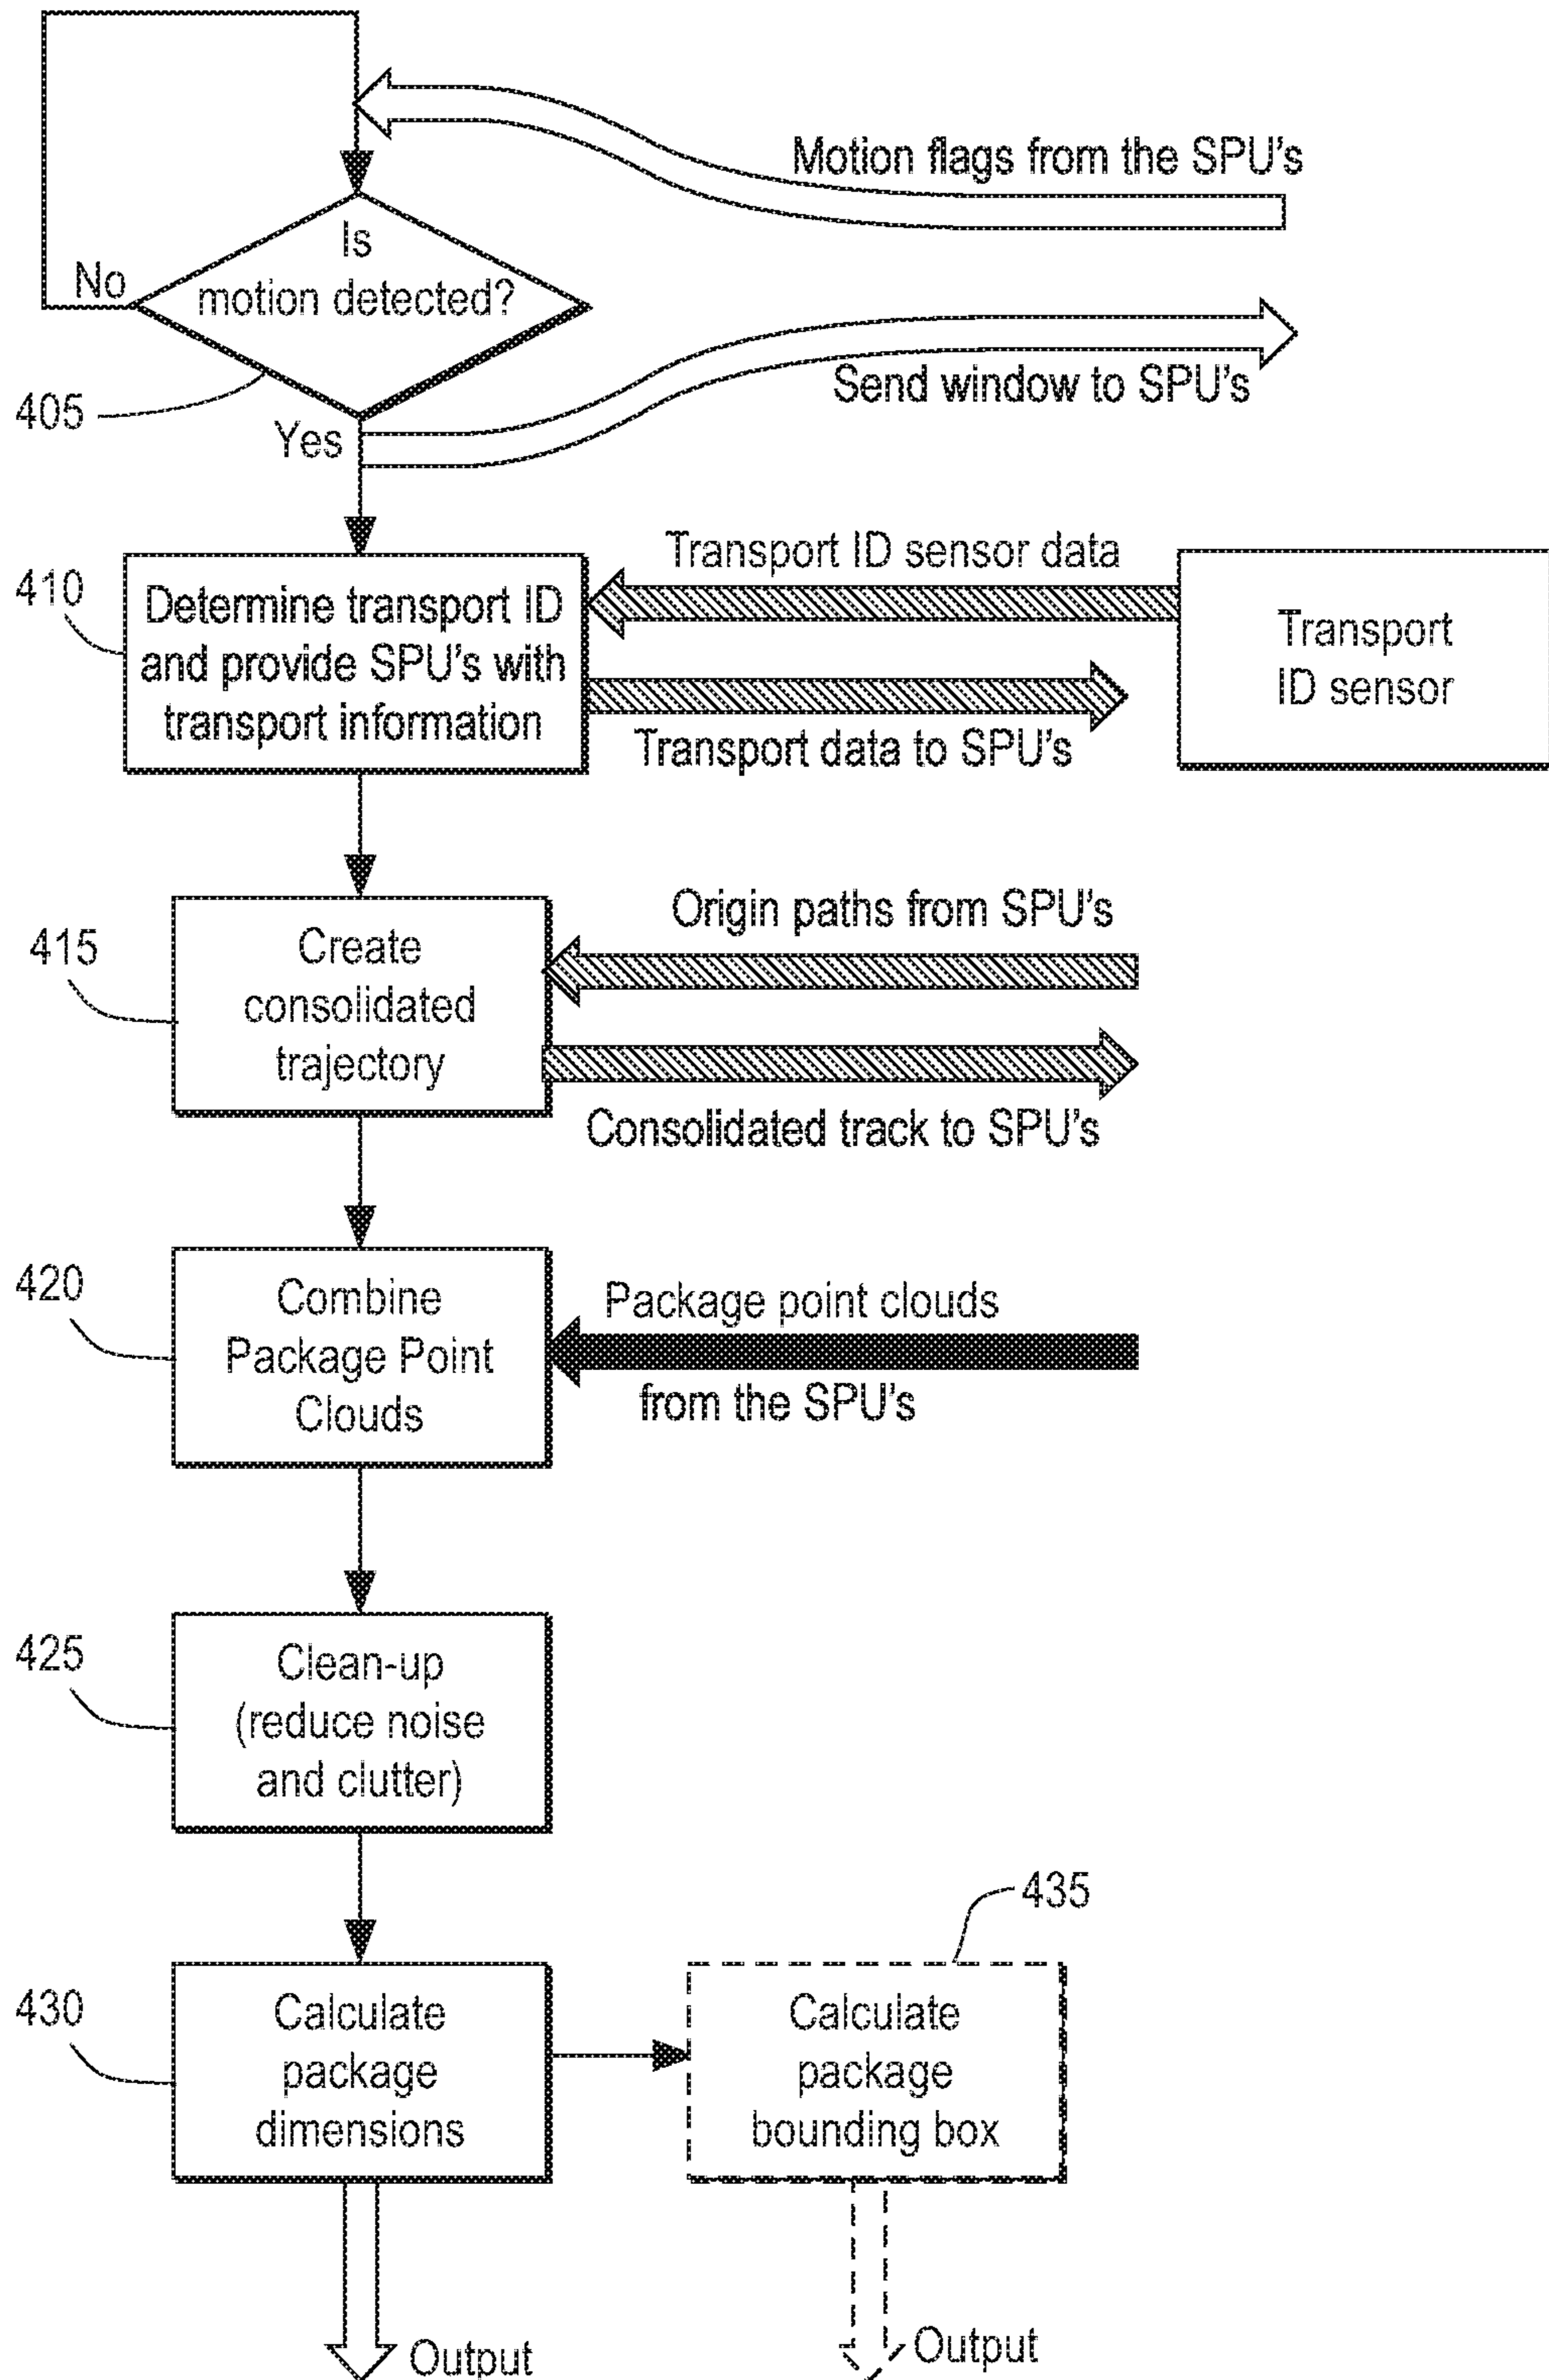 Motion flags from the SPU's
Is
motion detected?
No
Send window to SPU's
405
Yes
Transport ID sensor data
410
Determine transport ID
and provide SPU's with
transport information
Transport
ID sensor
Transport data to SPU's
Origin paths from SPU's
415
Create
consolidated
trajectory
Consolidated track to SPU's
420
Combine
Package Point
Clouds
Package point clouds
from the SPU's
425
Clean-up
(reduce noise
and clutter)
435
430
Calculate
package
dimensions
Calculate
package
bounding box
Output
Output